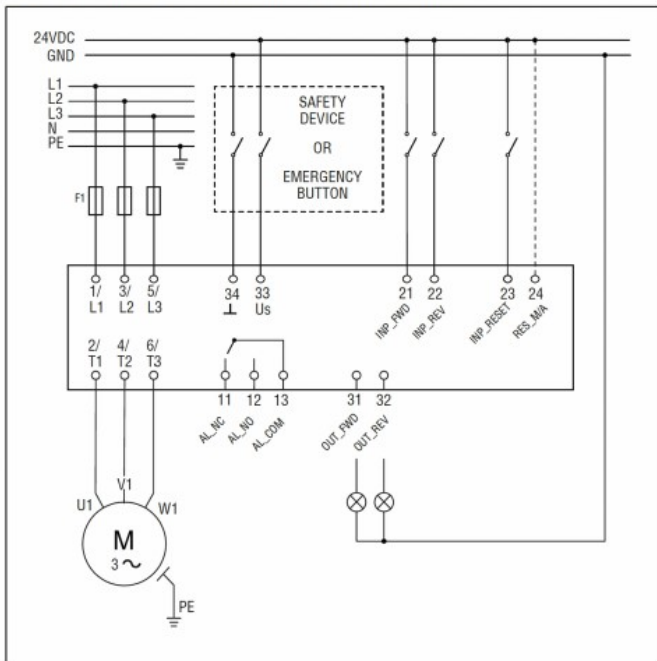 24VDC
GND
L1
L2
L3
N
PE
SAFETY
DEVICE
OR
EMERGENCY
BUTTON
F1
1/ 3/ 5/ 34 33 21 22 23 24
L1 L2 L3 ⊥ Us INP_FWD INP_REV INP_RESET RES_M/A
2/ 4/ 6/
T1 T2 T3
11 12 13 31 32
AL_NC AL_NO AL_COM OUT_FWD OUT_REV
V1
U1 W1
M
3 ~
PE